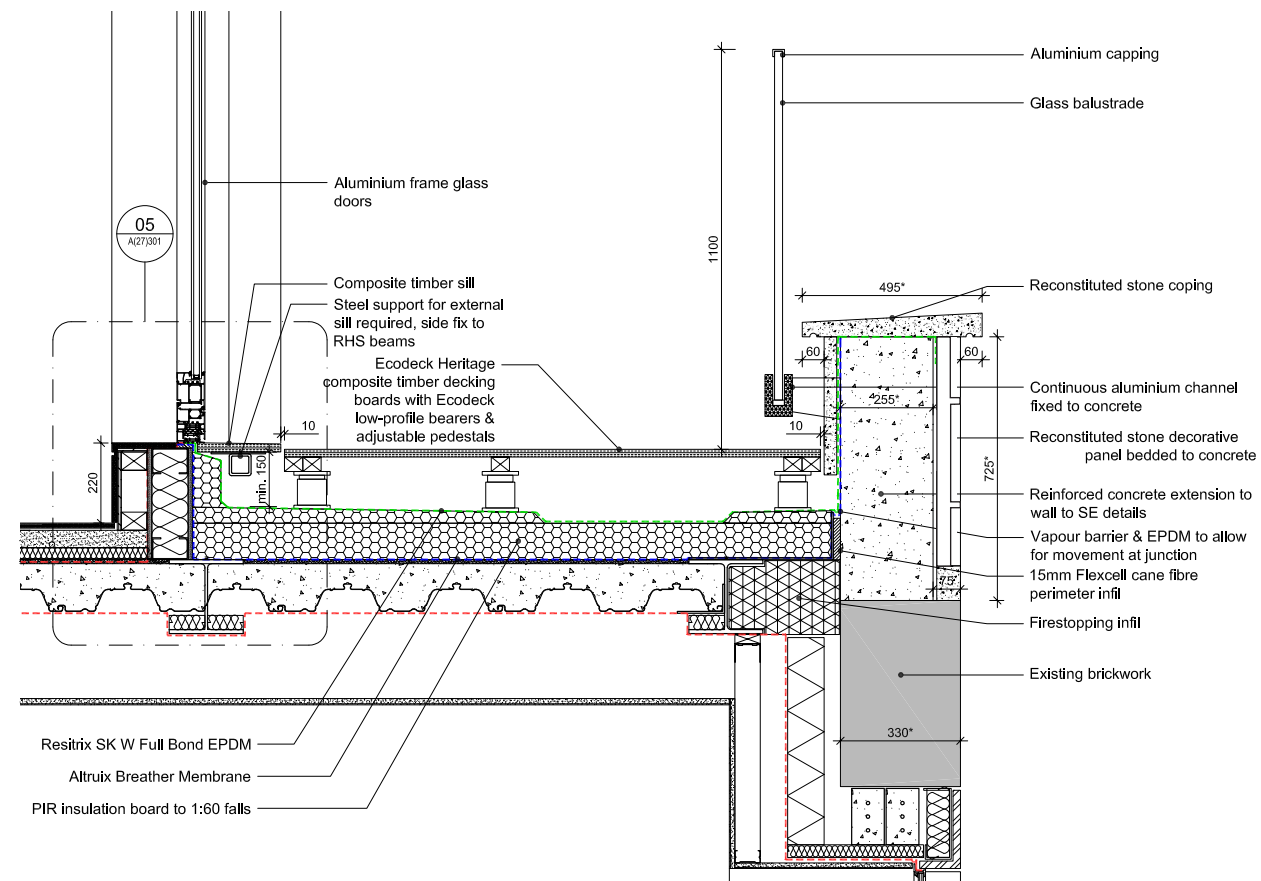 Aluminium capping
Glass balustrade
1100
Aluminium frame glass
doors
05
A(27)301
Composite timber sill
Steel support for external
sill required, side fix to
RHS beams
Ecodeck Heritage
composite timber decking
boards with Ecodeck
low-profile bearers &
adjustable pedestals
495*
Reconstituted stone coping
60
60
Continuous aluminium channel
fixed to concrete
255*
10
10
Reconstituted stone decorative
panel bedded to concrete
220
min. 150
725*
Reinforced concrete extension to
wall to SE details
Vapour barrier & EPDM to allow
for movement at junction
75*
15mm Flexcell cane fibre
perimeter infil
Firestopping infil
Existing brickwork
330*
Resitrix SK W Full Bond EPDM
Altruix Breather Membrane
PIR insulation board to 1:60 falls